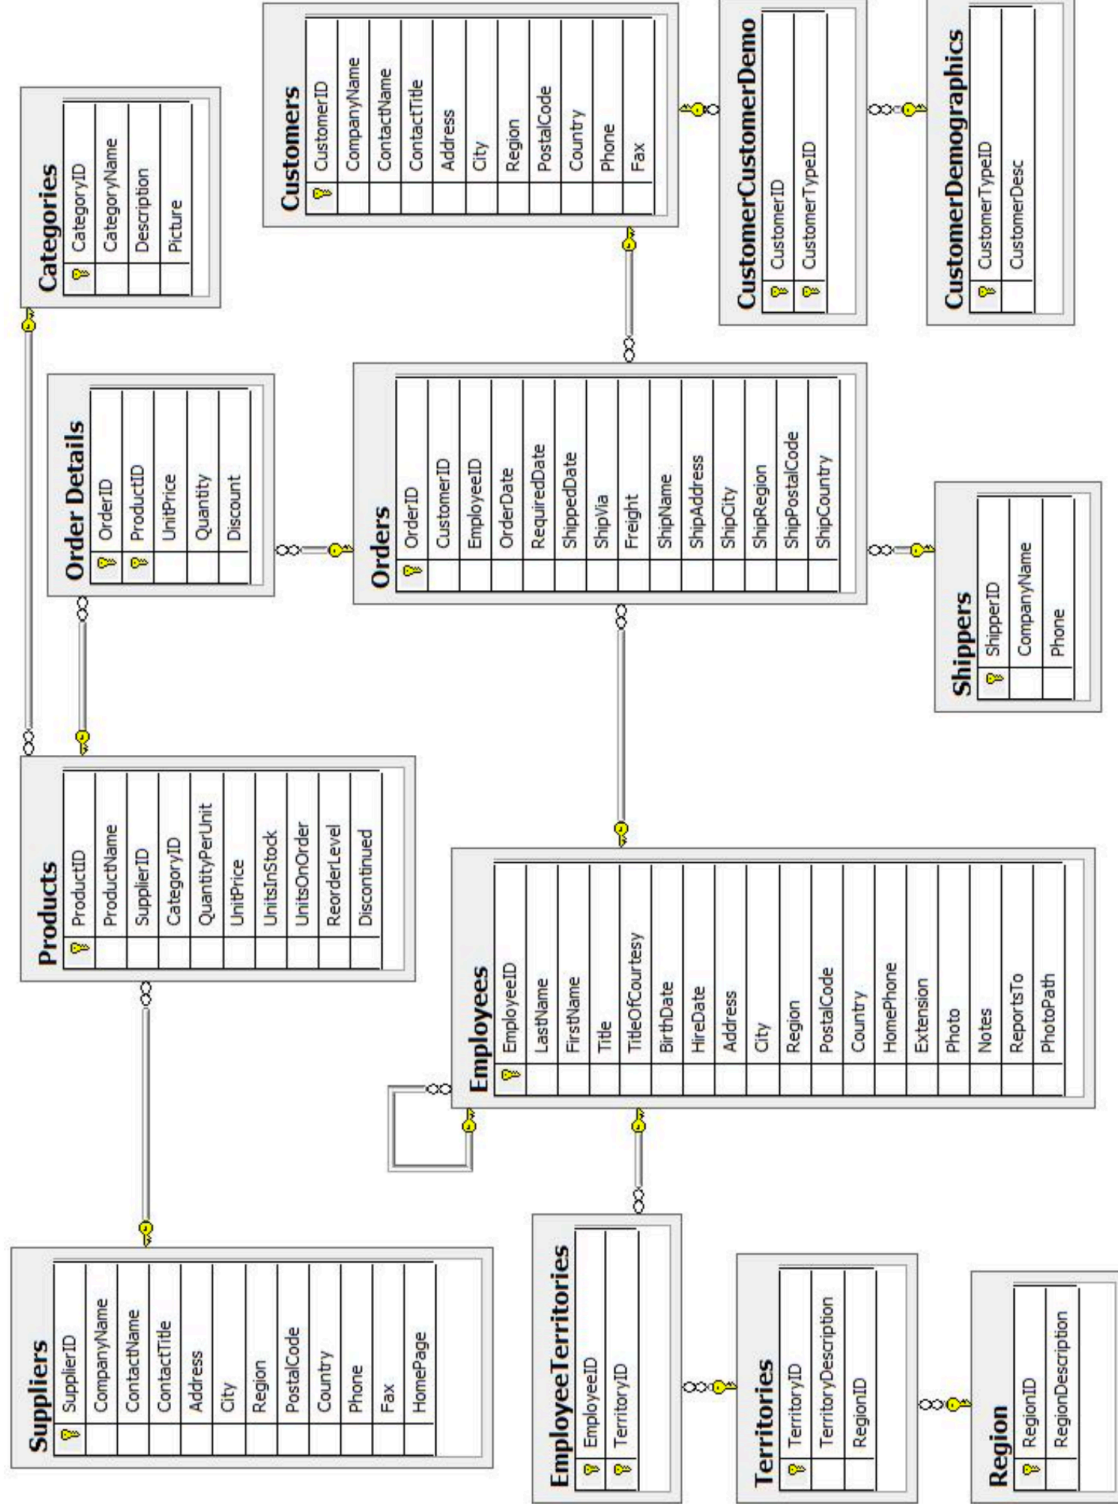 Suppliers
SupplierID
CompanyName
ContactName
ContactTitle
Address
City
Region
PostalCode
Country
Phone
Fax
HomePage
Products
ProductID
ProductName
SupplierID
CategoryID
QuantityPerUnit
UnitPrice
UnitsInStock
UnitsOnOrder
ReorderLevel
Discontinued
Order Details
OrderID
ProductID
UnitPrice
Quantity
Discount
Categories
CategoryID
CategoryName
Description
Picture
Employees
EmployeeID
LastName
FirstName
Title
TitleOfCourtesy
BirthDate
HireDate
Address
City
Region
PostalCode
Country
HomePhone
Extension
Photo
Notes
ReportsTo
PhotoPath
Orders
OrderID
CustomerID
EmployeeID
OrderDate
RequiredDate
ShippedDate
ShipVia
Freight
ShipName
ShipAddress
ShipCity
ShipRegion
ShipPostalCode
ShipCountry
Customers
CustomerID
CompanyName
ContactName
ContactTitle
Address
City
Region
PostalCode
Country
Phone
Fax
EmployeeTerritories
EmployeeID
TerritoryID
Territories
TerritoryID
TerritoryDescription
RegionID
Region
RegionID
RegionDescription
Shippers
ShipperID
CompanyName
Phone
CustomerCustomerDemo
CustomerID
CustomerTypeID
CustomerDemographics
CustomerTypeID
CustomerDesc